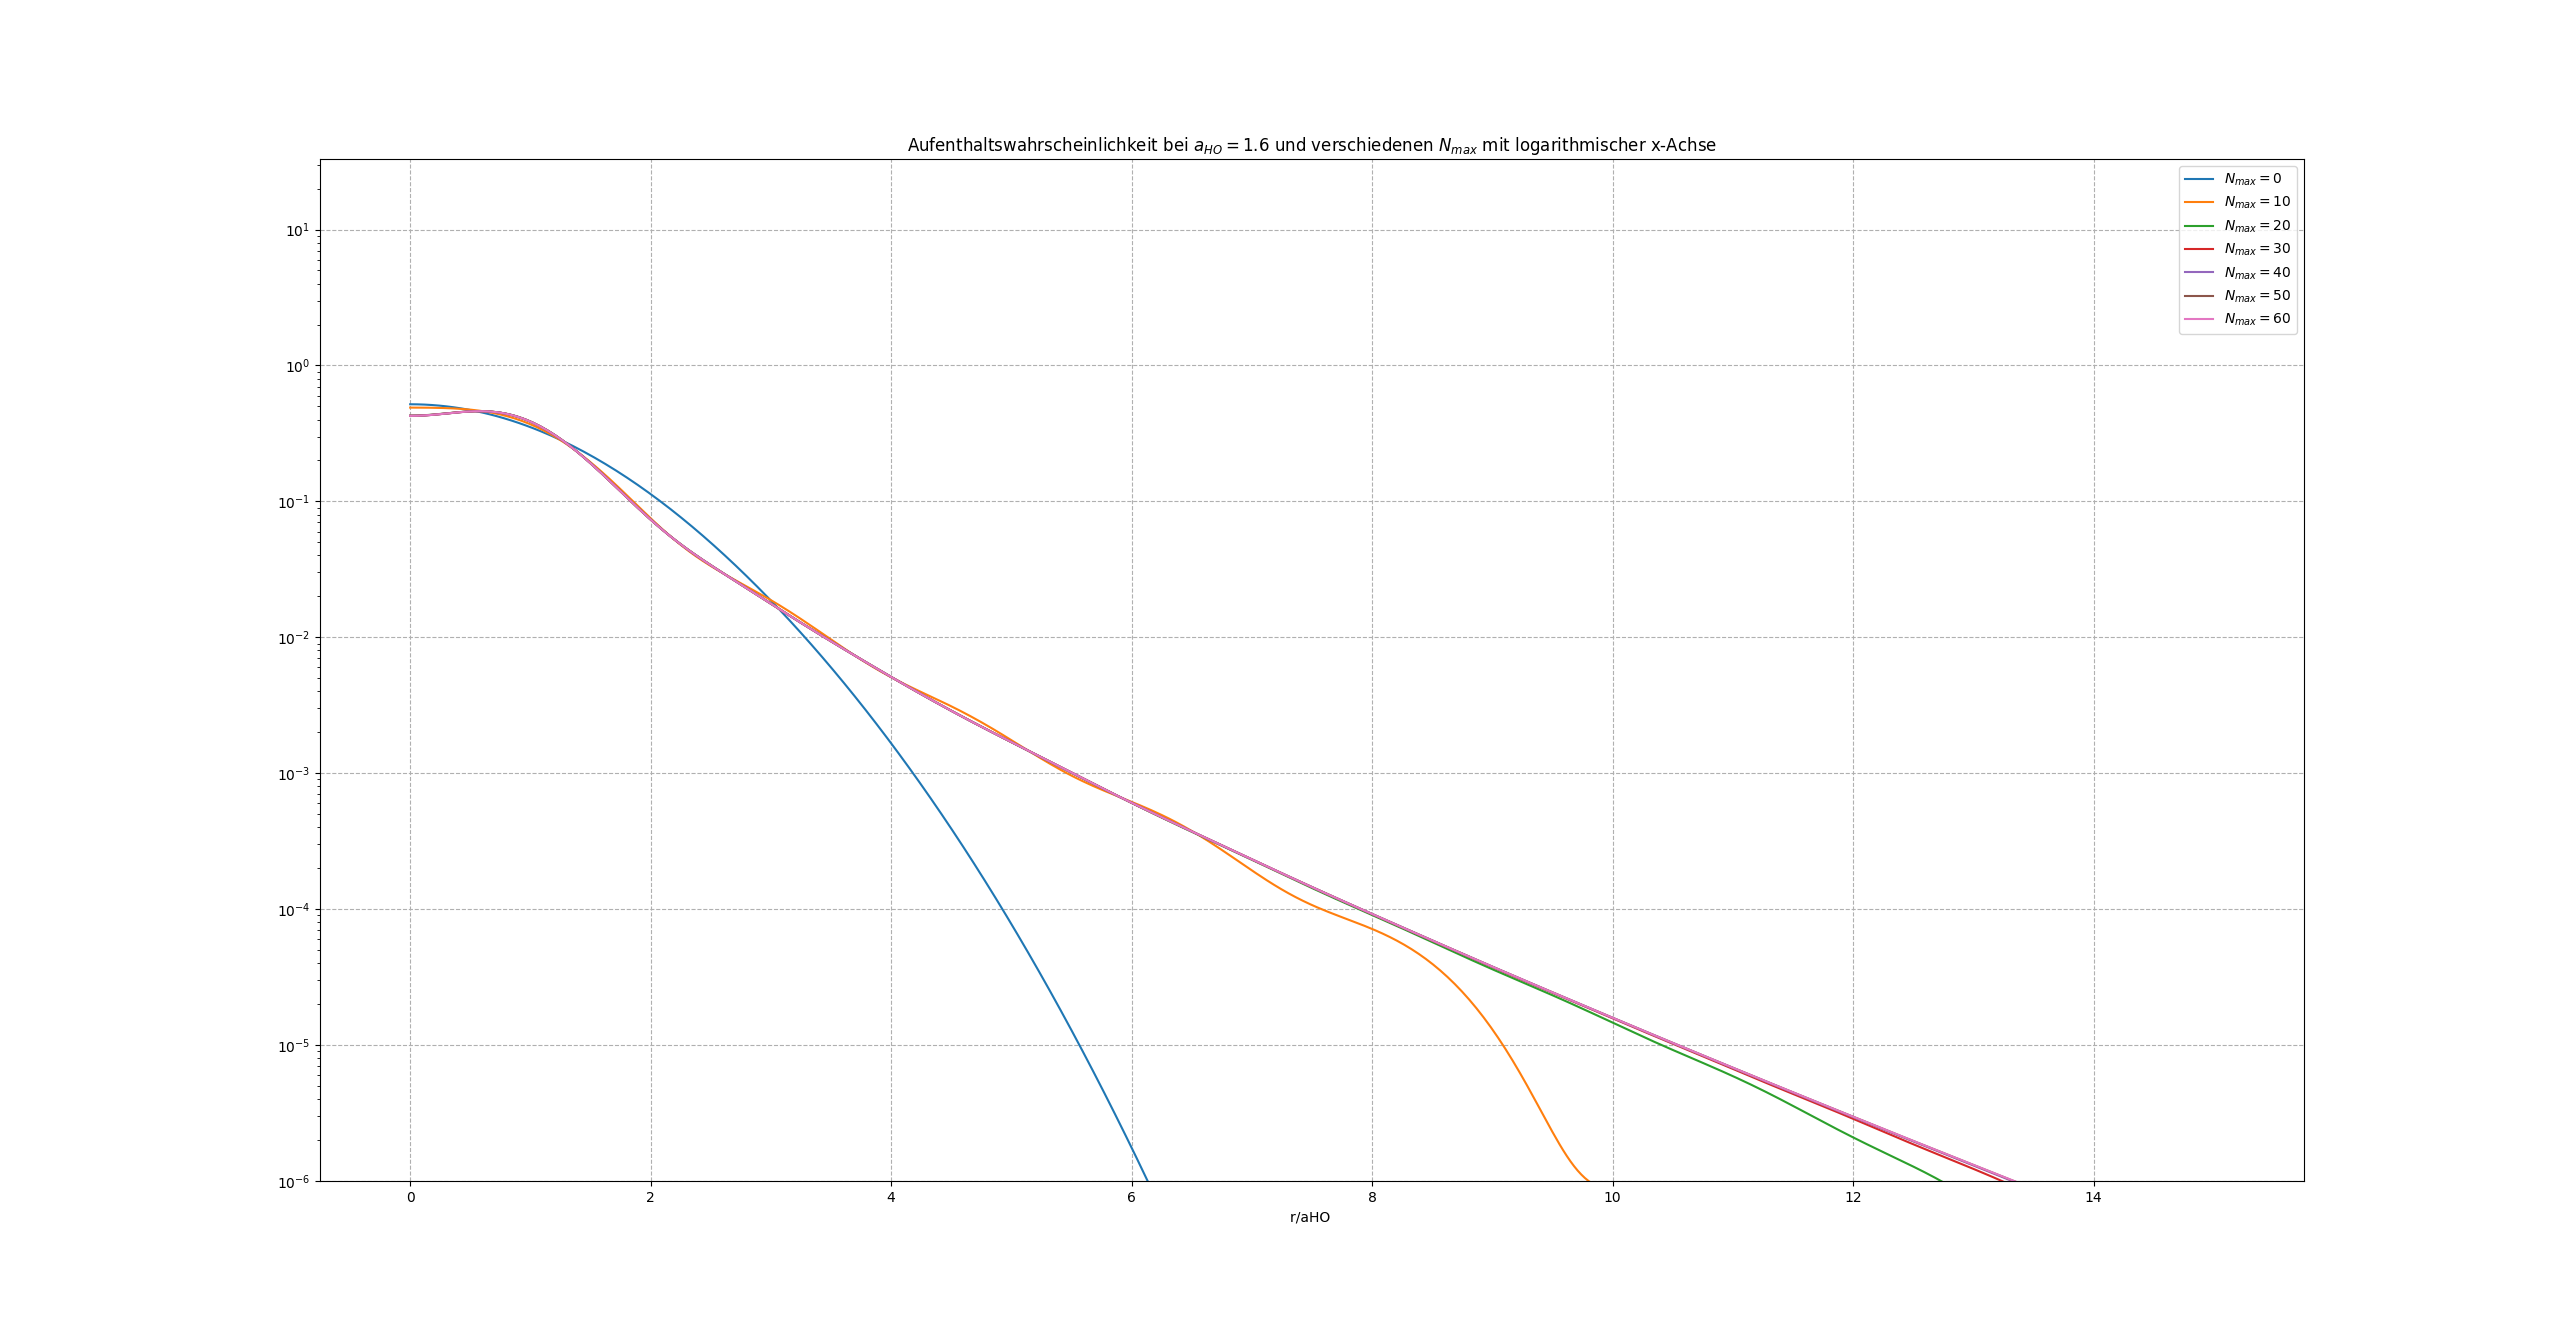 Aufenthaltswahrscheinlichkeit bei a_{HO} = 1.6 und verschiedenen N_{max} mit logarithmischer x-Achse
N_{max} = 0
N_{max} = 10
N_{max} = 20
N_{max} = 30
N_{max} = 40
N_{max} = 50
N_{max} = 60
10^1
10^0
10^{-1}
10^{-2}
10^{-3}
10^{-4}
10^{-5}
10^{-6}
0 2 4 6 8 10 12 14
r/aHO